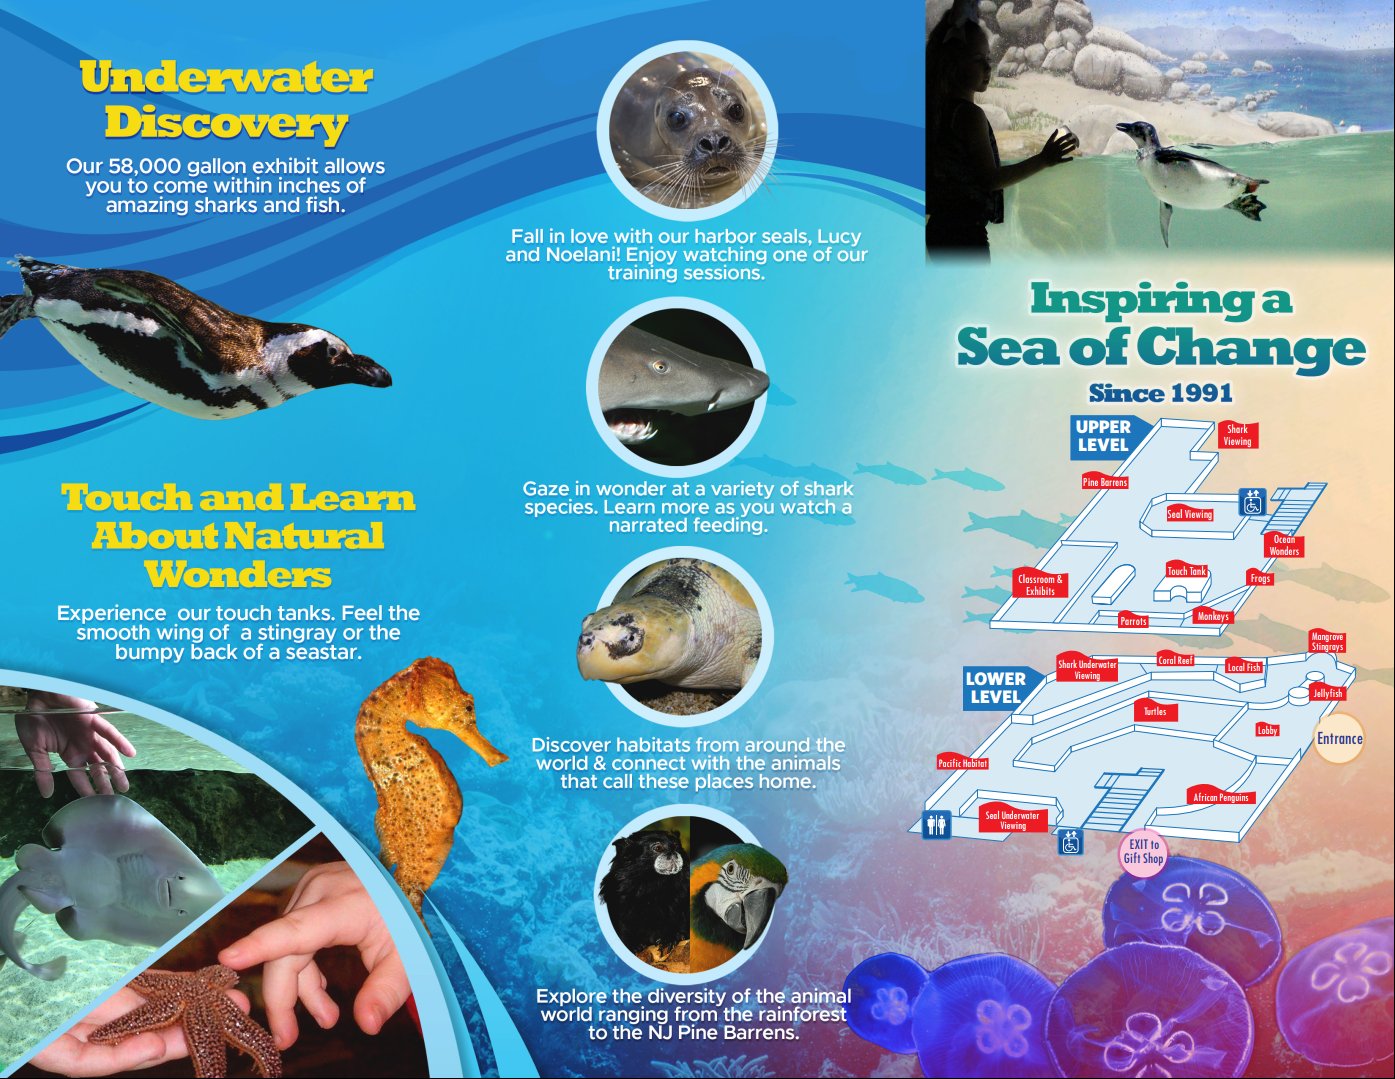 Underwater
Discovery
Our 58,000 gallon exhibit allows
you to come within inches of
amazing sharks and fish.
Touch and Learn
About Natural
Wonders
Experience our touch tanks. Feel the
smooth wing of a stingray or the
bumpy back of a seastar.
Fall in love with our harbor seals, Lucy
and Noelani! Enjoy watching one of our
training sessions.
Gaze in wonder at a variety of shark
species. Learn more as you watch a
narrated feeding.
Discover habitats from around the
world & connect with the animals
that call these places home.
Explore the diversity of the animal
world ranging from the rainforest
to the NJ Pine Barrens.
Inspiring a
Sea of Change
Since 1991
UPPER
LEVEL
Shark
Viewing
Pine Barrens
Seal Viewing
Ocean
Wonders
Touch Tank
Frogs
Classroom &
Exhibits
Monkeys
Parrots
LOWER
LEVEL
Mangrove
Stingrays
Shark Underwater
Viewing
Coral Reef
Local Fish
Jellyfish
Turtles
Lobby
Entrance
Pacific Habitat
African Penguins
Seal Underwater
Viewing
EXIT to
Gift Shop